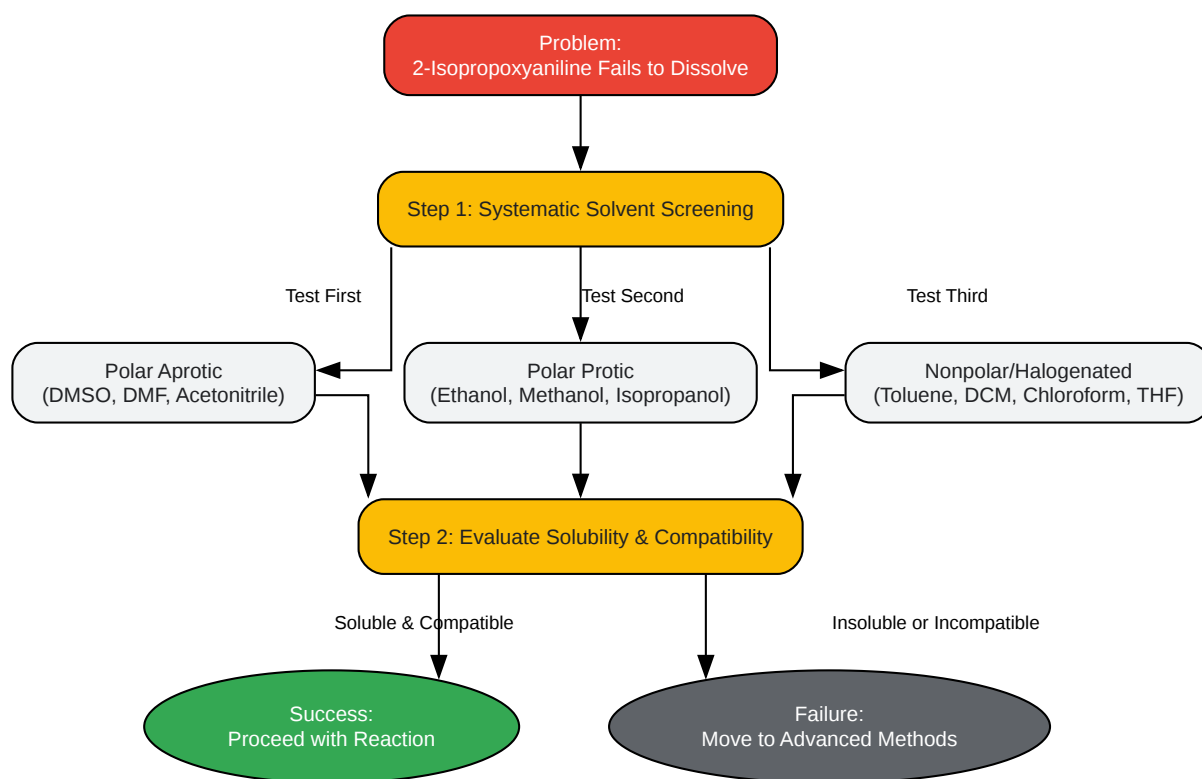 Problem:
2-Isopropoxyaniline Fails to Dissolve
Step 1: Systematic Solvent Screening
Test First
Test Second
Test Third
Polar Aprotic
(DMSO, DMF, Acetonitrile)
Polar Protic
(Ethanol, Methanol, Isopropanol)
Nonpolar/Halogenated
(Toluene, DCM, Chloroform, THF)
Step 2: Evaluate Solubility & Compatibility
Soluble & Compatible
Insoluble or Incompatible
Success:
Proceed with Reaction
Failure:
Move to Advanced Methods